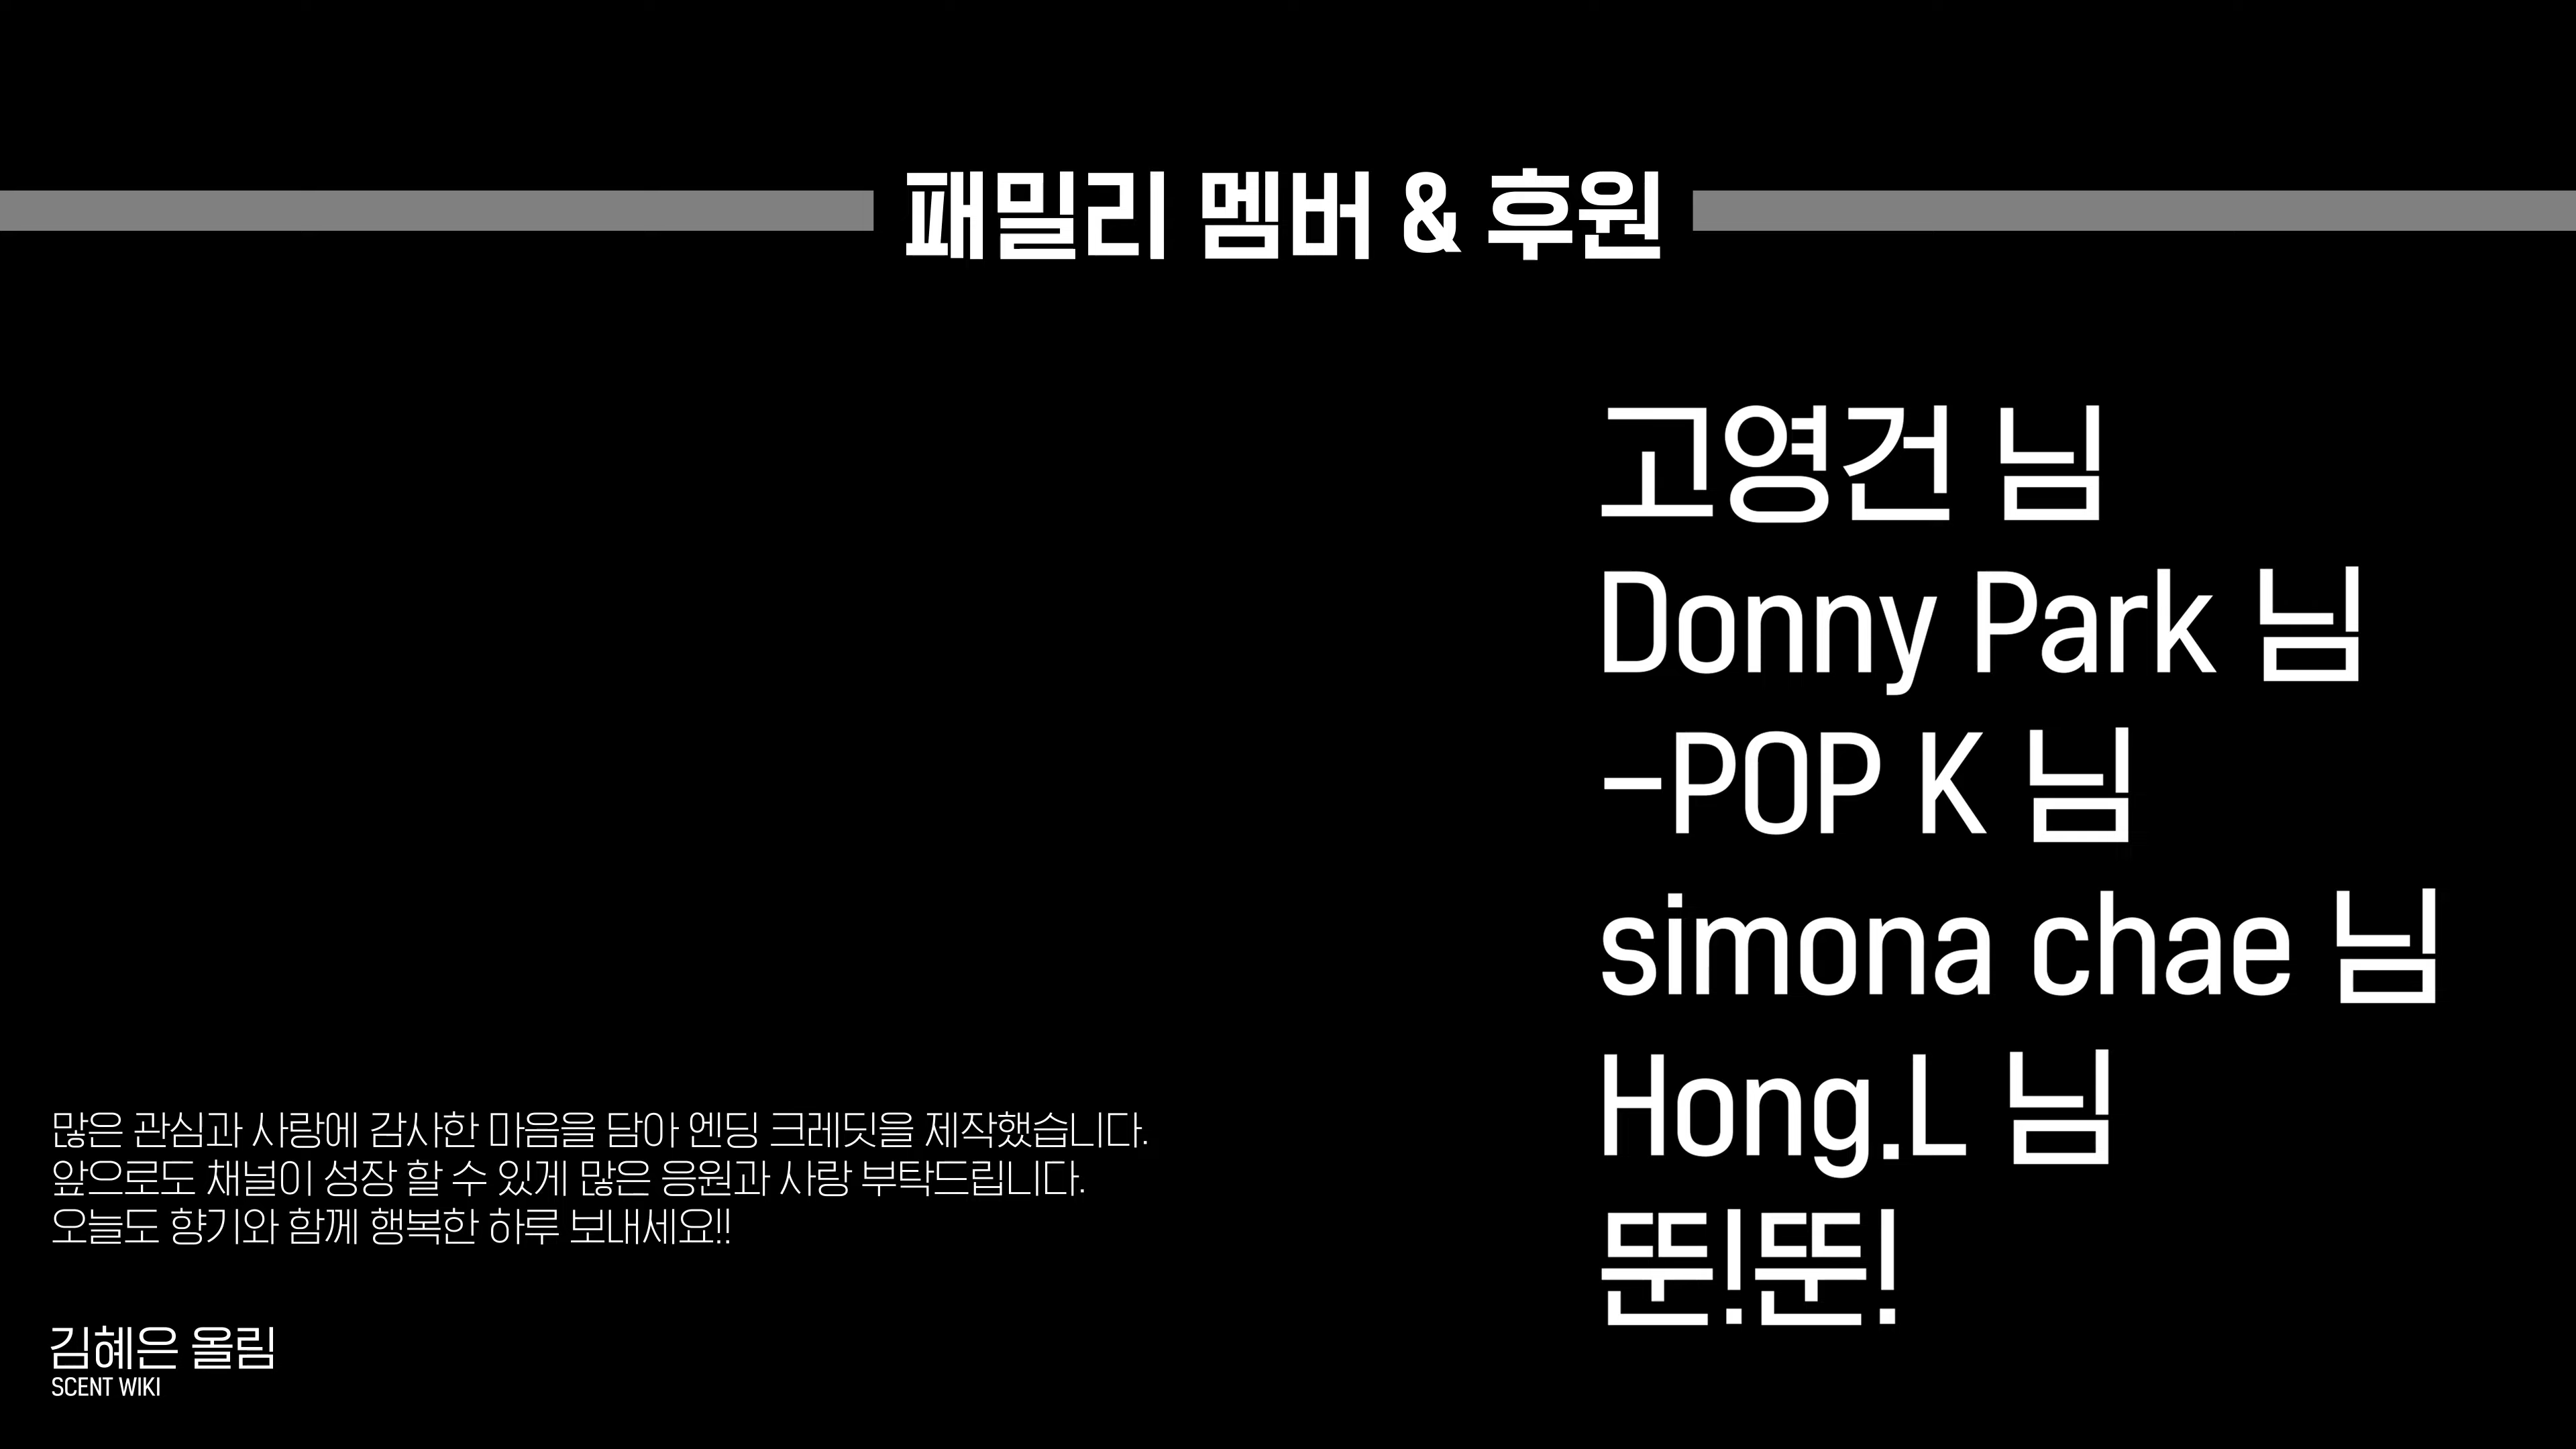 패밀리 멤버 & 후원
고영건 님
Donny Park 님
-POP K 님
simona chae 님
Hong.L 님
뚠!뚠!
많은 관심과 사랑에 감사한 마음을 담아 엔딩 크레딧을 제작했습니다.
앞으로도 채널이 성장 할 수 있게 많은 응원과 사랑 부탁드립니다.
오늘도 향기와 함께 행복한 하루 보내세요!!
김혜은 올림
SCENT WIKI